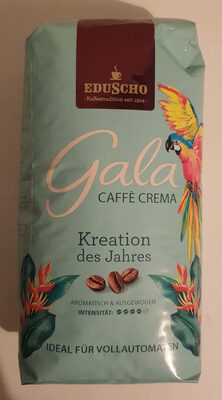 EDUSCHO
-Kaffeetradition seit 1924-
Gala
CAFFÈ CREMA
Kreation
des Jahres
AROMATISCH & AUSGEWOGEN
INTENSITÄT:
IDEAL FÜR VOLLAUTOMATEN